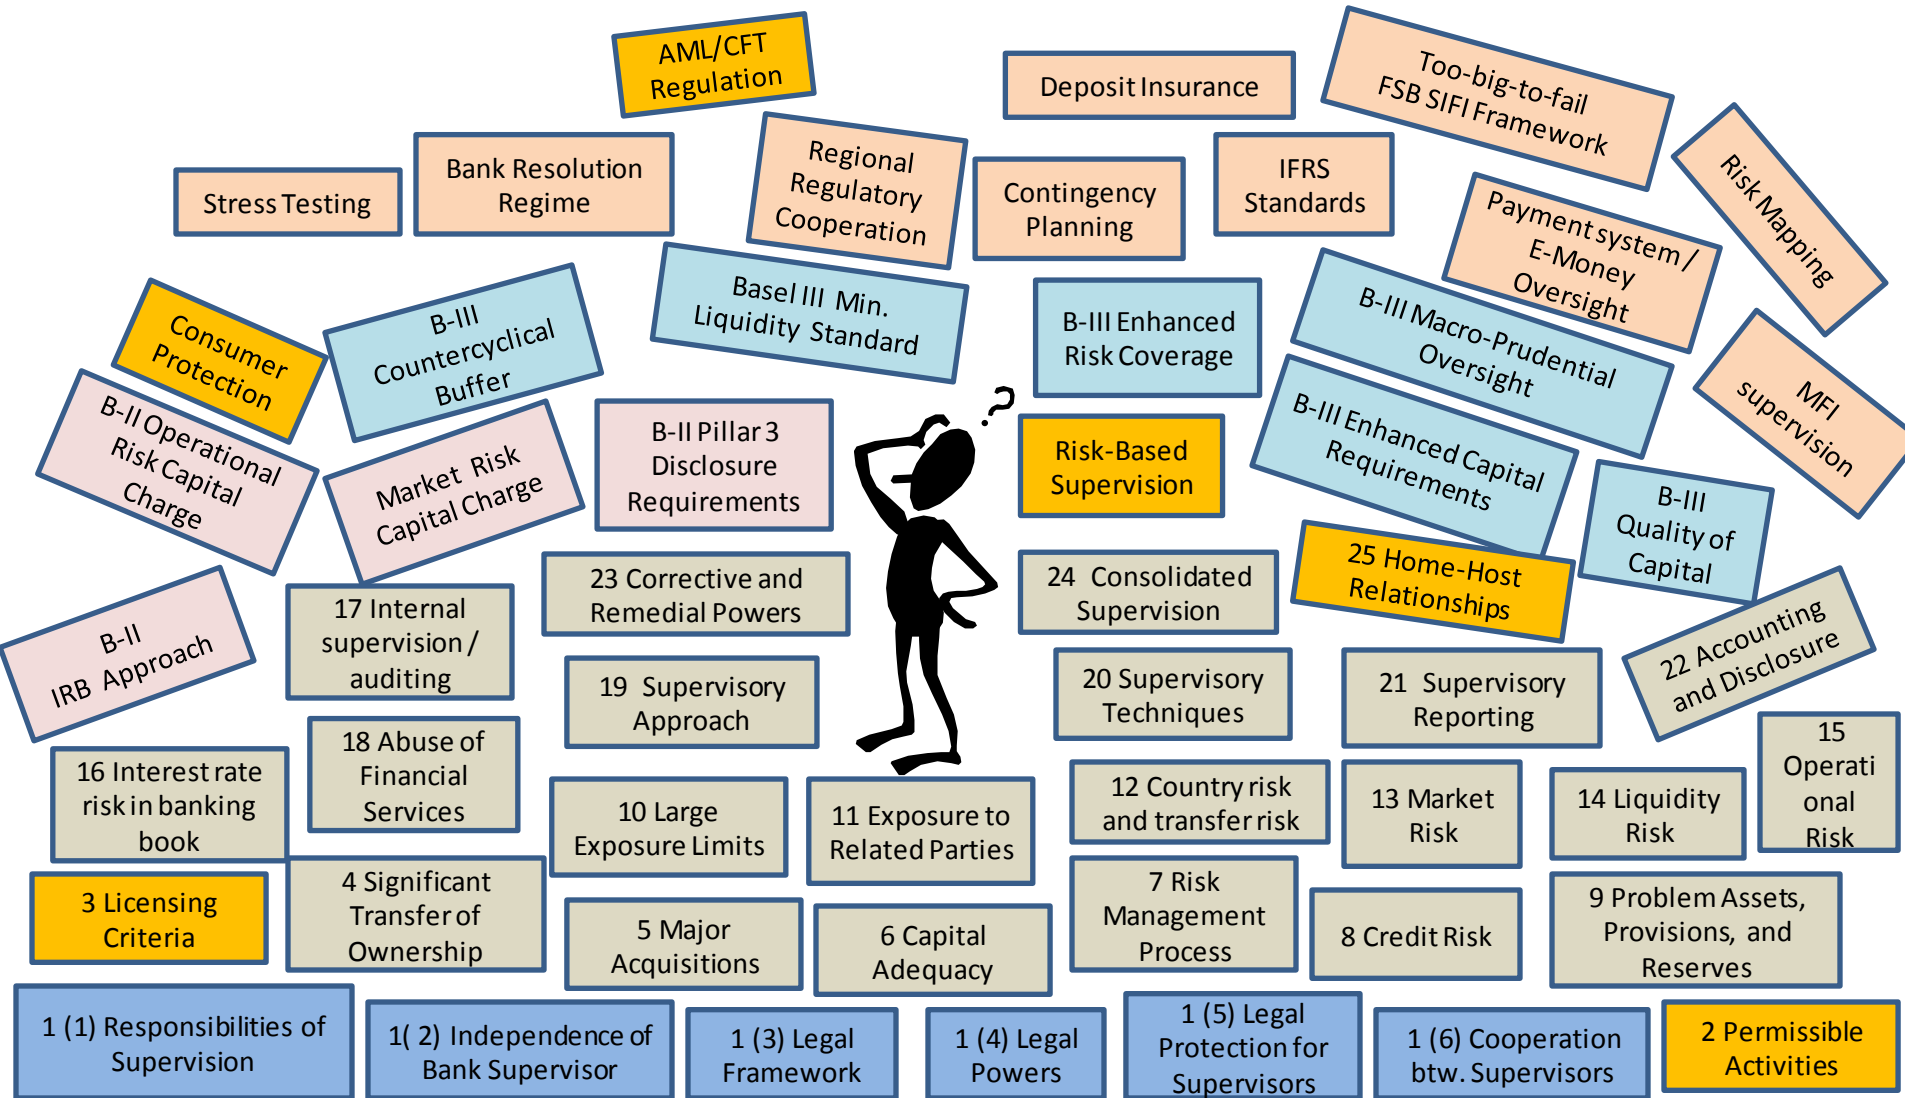 AML/CFT
Regulation
Deposit Insurance
Too-big-to-fail
FSB SIFI Framework
Stress Testing
Bank Resolution
Regime
Regional
Regulatory
Cooperation
Contingency
Planning
IFRS
Standards
Payment system /
E-Money
Oversight
Risk Mapping
Consumer
Protection
B-III
Countercyclical
Buffer
Basel III Min.
Liquidity Standard
B-III Enhanced
Risk Coverage
B-III Macro-Prudential
Oversight
MFI
supervision
B-II Operational
Risk Capital
Charge
Market Risk
Capital Charge
B-II Pillar 3
Disclosure
Requirements
?
Risk-Based
Supervision
B-III Enhanced Capital
Requirements
B-III
Quality of
Capital
B-II
IRB Approach
17 Internal
supervision /
auditing
23 Corrective and
Remedial Powers
24 Consolidated
Supervision
25 Home-Host
Relationships
22 Accounting
and Disclosure
19 Supervisory
Approach
20 Supervisory
Techniques
21 Supervisory
Reporting
16 Interest rate
risk in banking
book
18 Abuse of
Financial
Services
10 Large
Exposure Limits
11 Exposure to
Related Parties
12 Country risk
and transfer risk
13 Market
Risk
14 Liquidity
Risk
15
Operati
onal
Risk
3 Licensing
Criteria
4 Significant
Transfer of
Ownership
5 Major
Acquisitions
6 Capital
Adequacy
7 Risk
Management
Process
8 Credit Risk
9 Problem Assets,
Provisions, and
Reserves
1 (1) Responsibilities of
Supervision
1( 2) Independence of
Bank Supervisor
1 (3) Legal
Framework
1 (4) Legal
Powers
1 (5) Legal
Protection for
Supervisors
1 (6) Cooperation
btw. Supervisors
2 Permissible
Activities